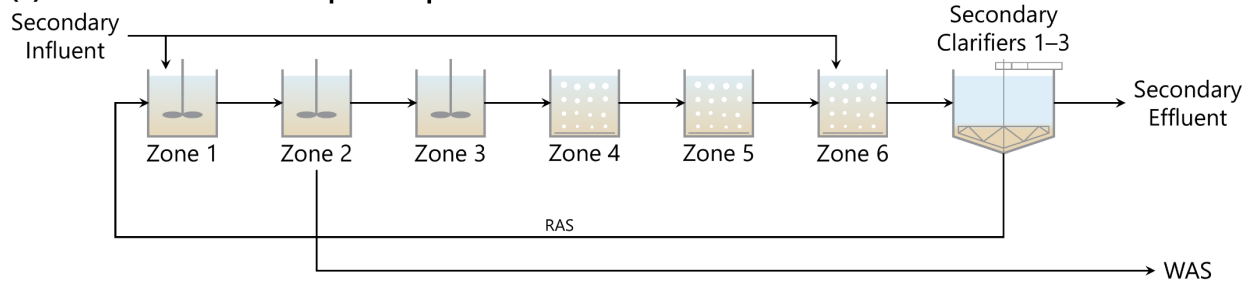 Secondary
Influent
Secondary
Clarifiers 1–3
Secondary
Effluent
Zone 1
Zone 2
Zone 3
Zone 4
Zone 5
Zone 6
RAS
WAS